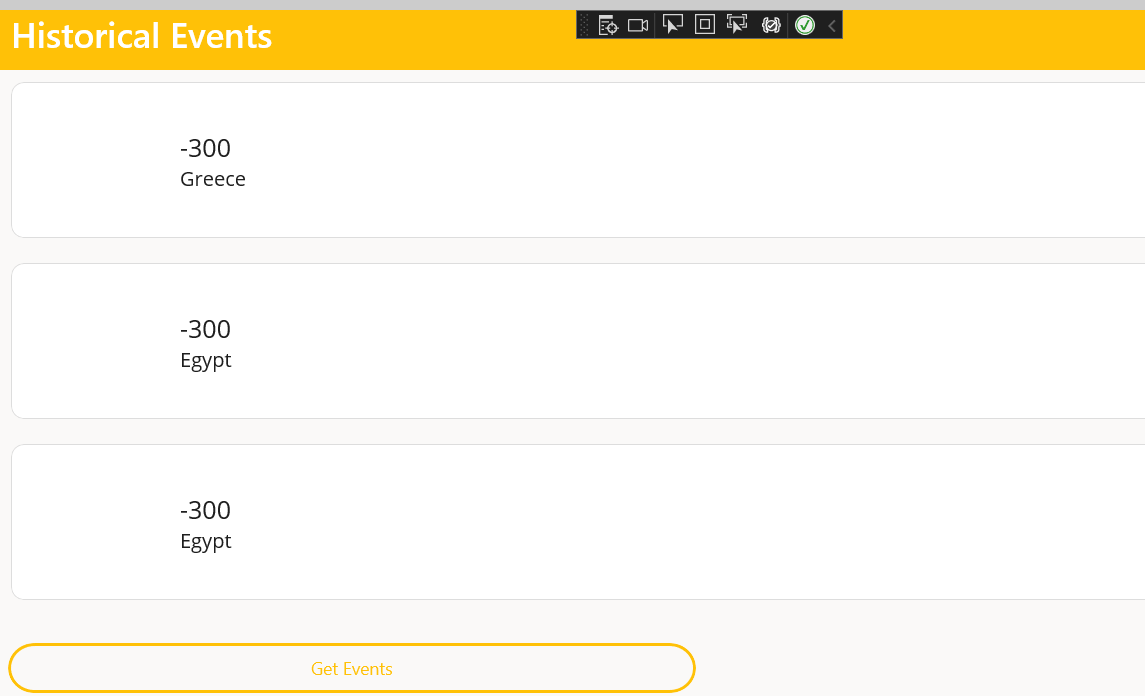 Historical Events
-300
Greece
-300
Egypt
-300
Egypt
Get Events